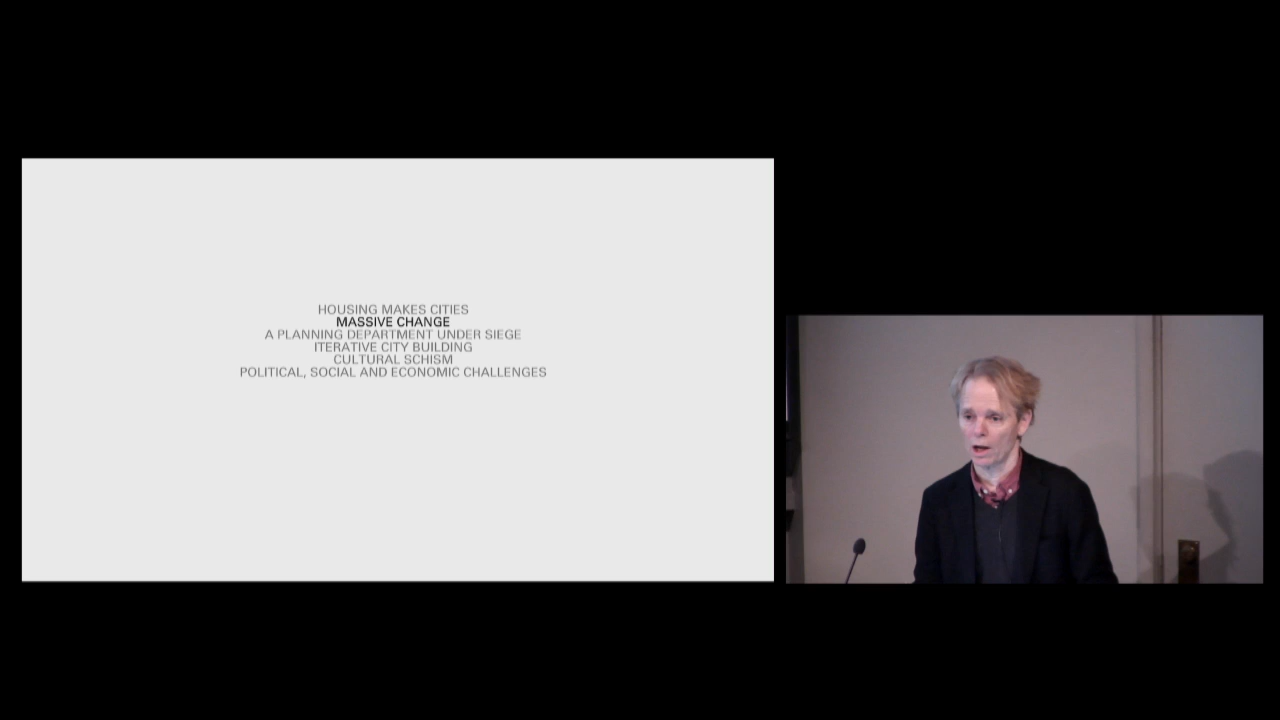 HOUSING MAKES CITIES
MASSIVE CHANGE
A PLANNING DEPARTMENT UNDER SIEGE
ITERATIVE CITY BUILDING
CULTURAL SCHISM
POLITICAL, SOCIAL AND ECONOMIC CHALLENGES